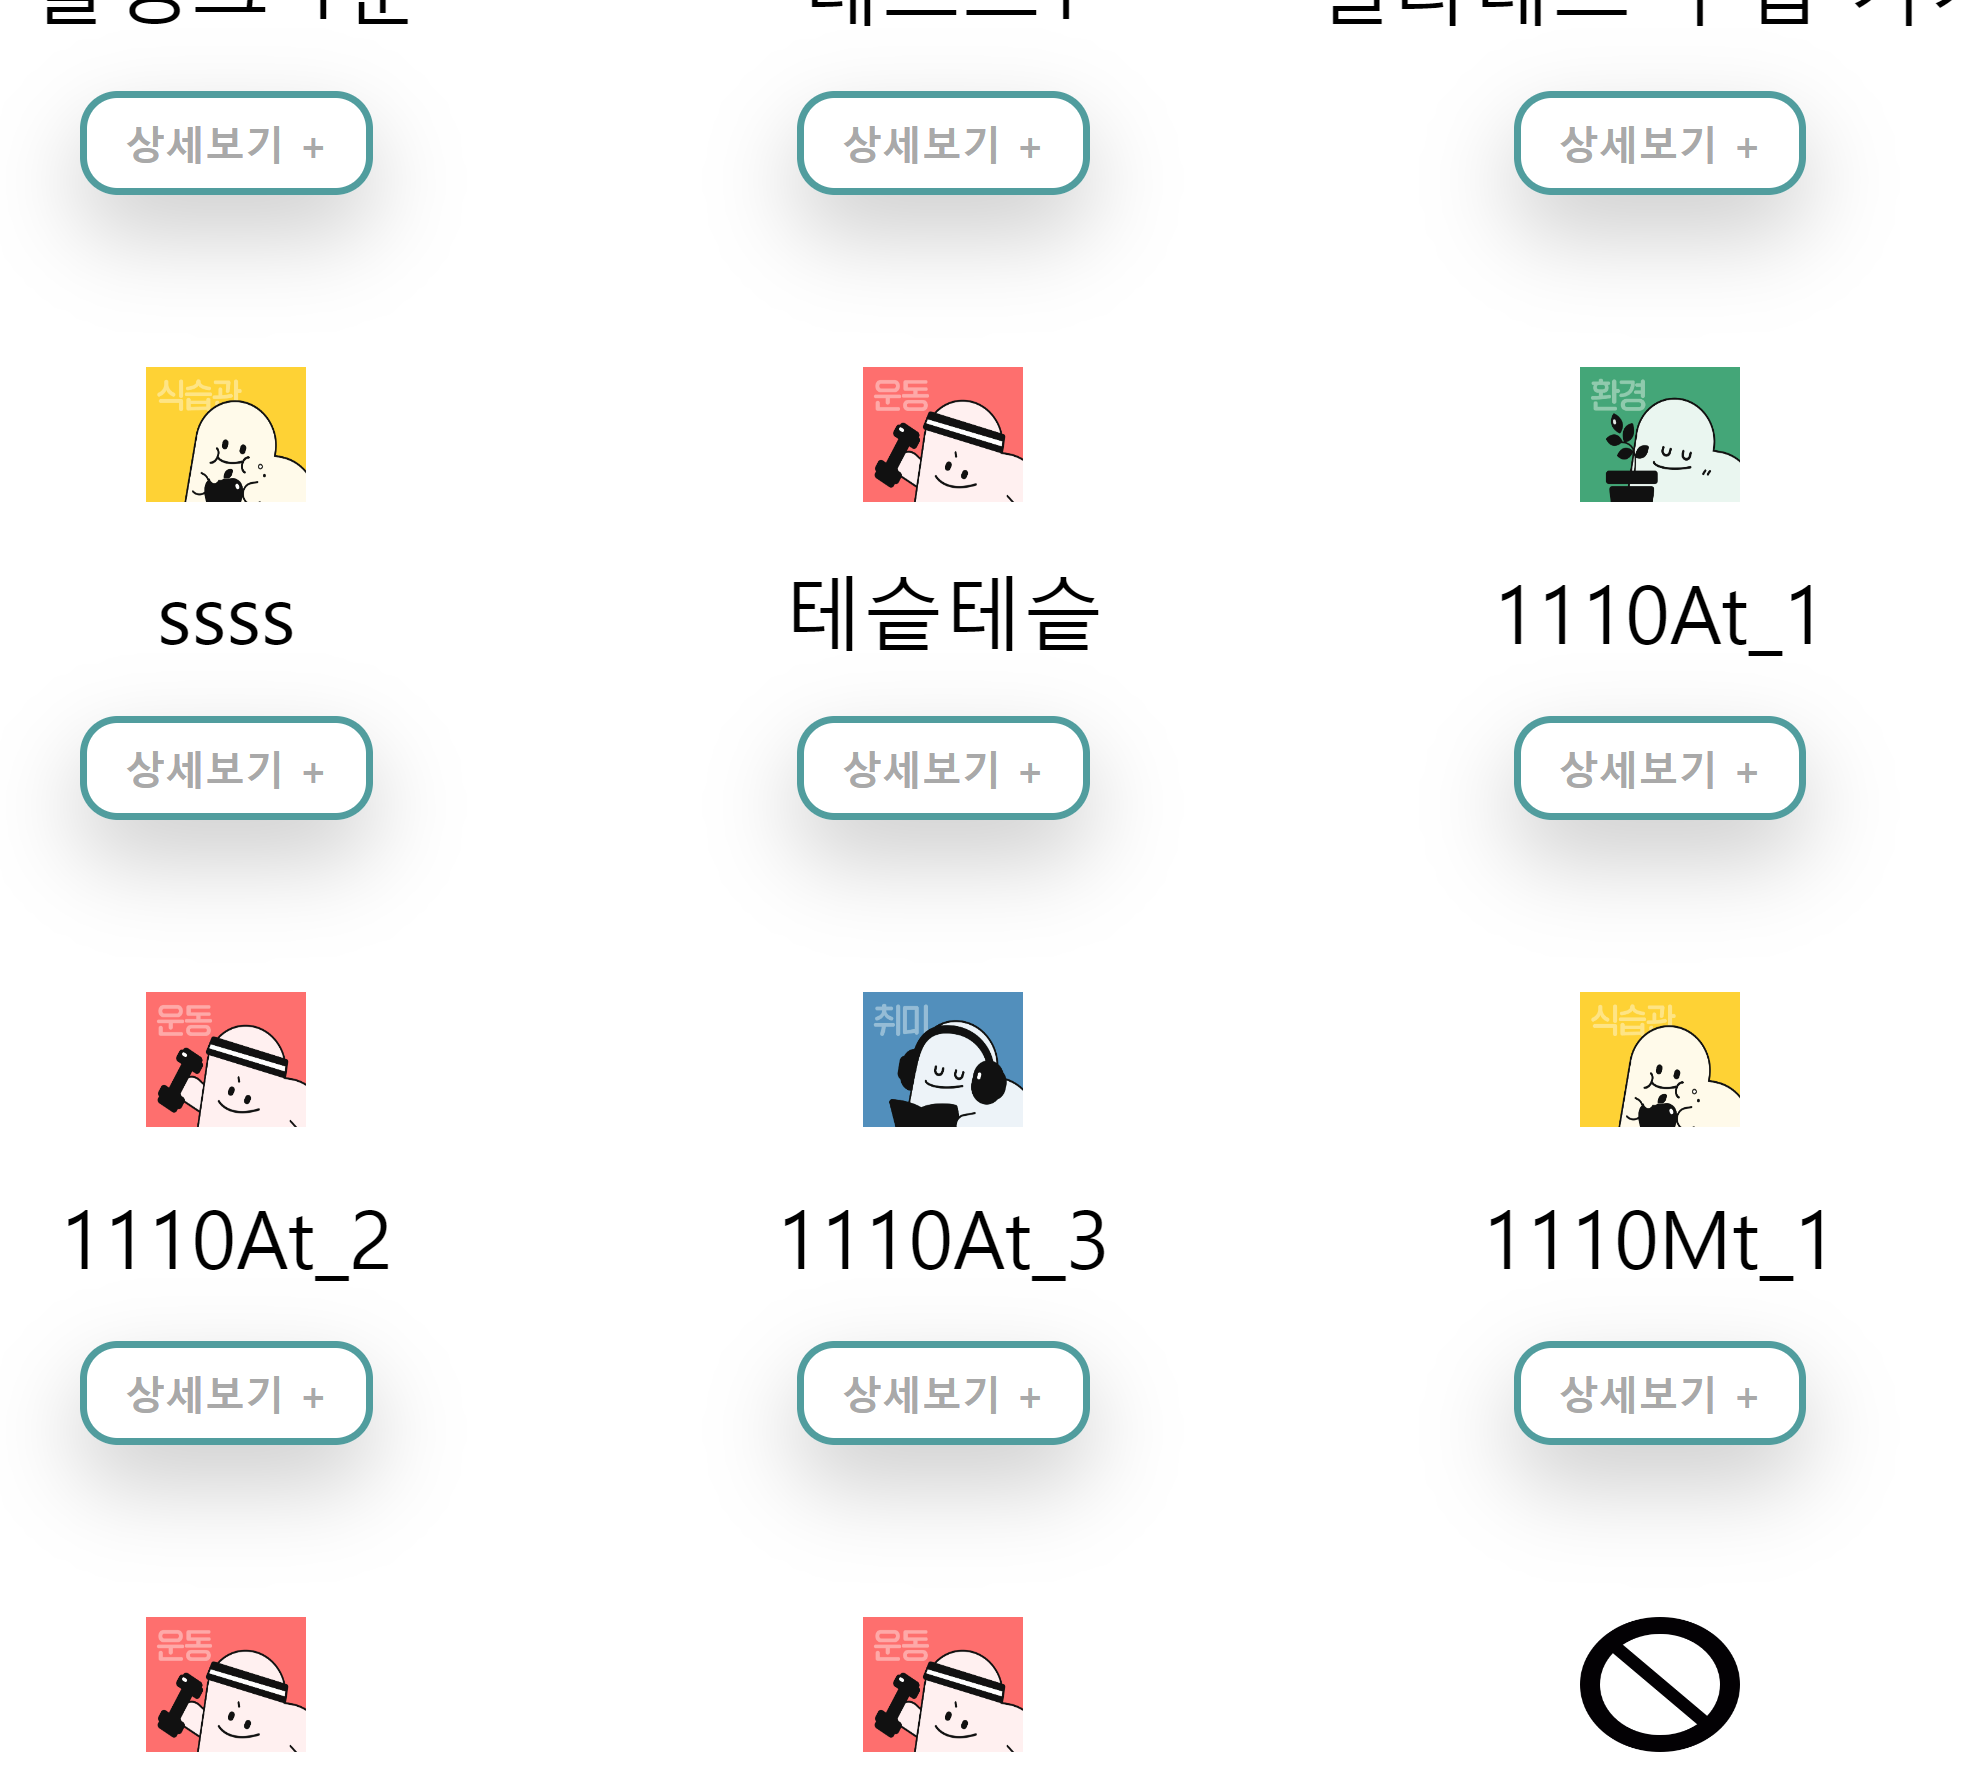 상세보기 +
상세보기 +
상세보기 +
식습관
운동
환경
ssss
테슽테슽
1110At_1
상세보기 +
상세보기 +
상세보기 +
운동
취미
식습관
1110At_2
1110At_3
1110Mt_1
상세보기 +
상세보기 +
상세보기 +
운동
운동